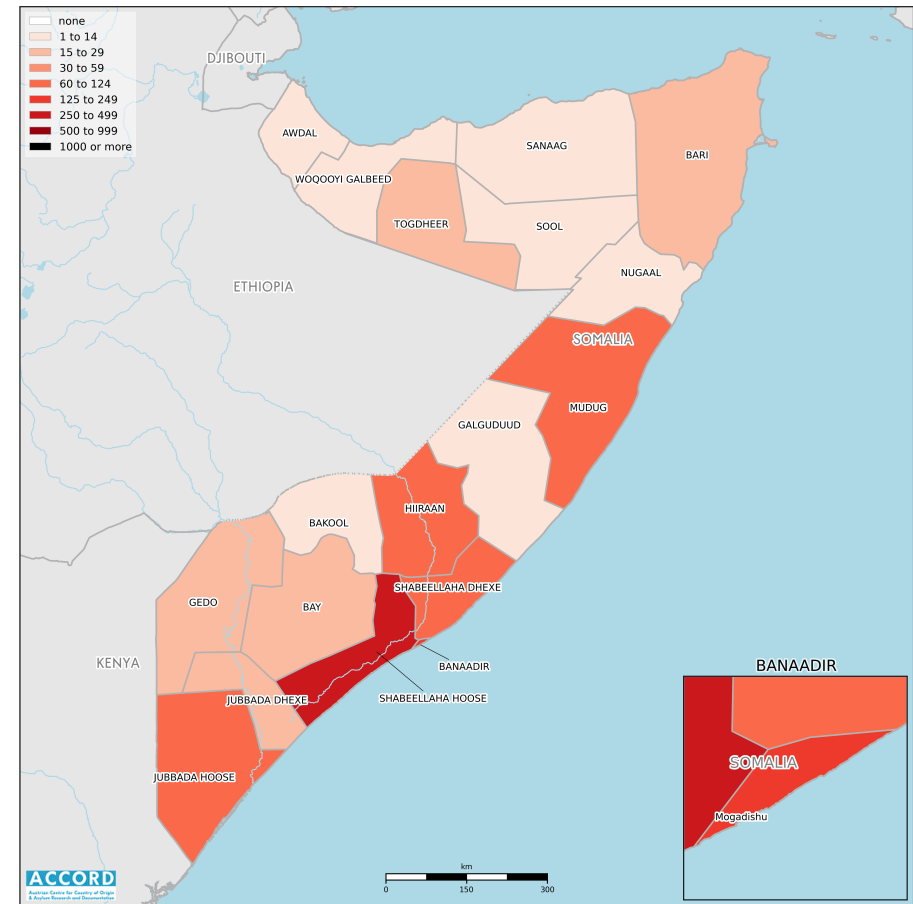 none
1 to 14
15 to 29
30 to 59
60 to 124
125 to 249
250 to 499
500 to 999
1000 or more
DJIBOUTI
AWDAL
SANAAG
BARI
WOQOOYI GALBEED
TOGDHEER
SOOL
NUGAAL
ETHIOPIA
SOMALIA
MUDUG
GALGUDUUD
HIIRAAN
BAKOOL
SHABEELLAHA DHEXE
GEDO
BAY
KENYA
BANAADIR
BANAADIR
SHABEELLAHA HOOSE
JUBBADA DHEXE
SOMALIA
JUBBADA HOOSE
Mogadishu
km
0 150 300
ACCORD
Austrian Centre for Country of Origin
& Asylum Research and Documentation